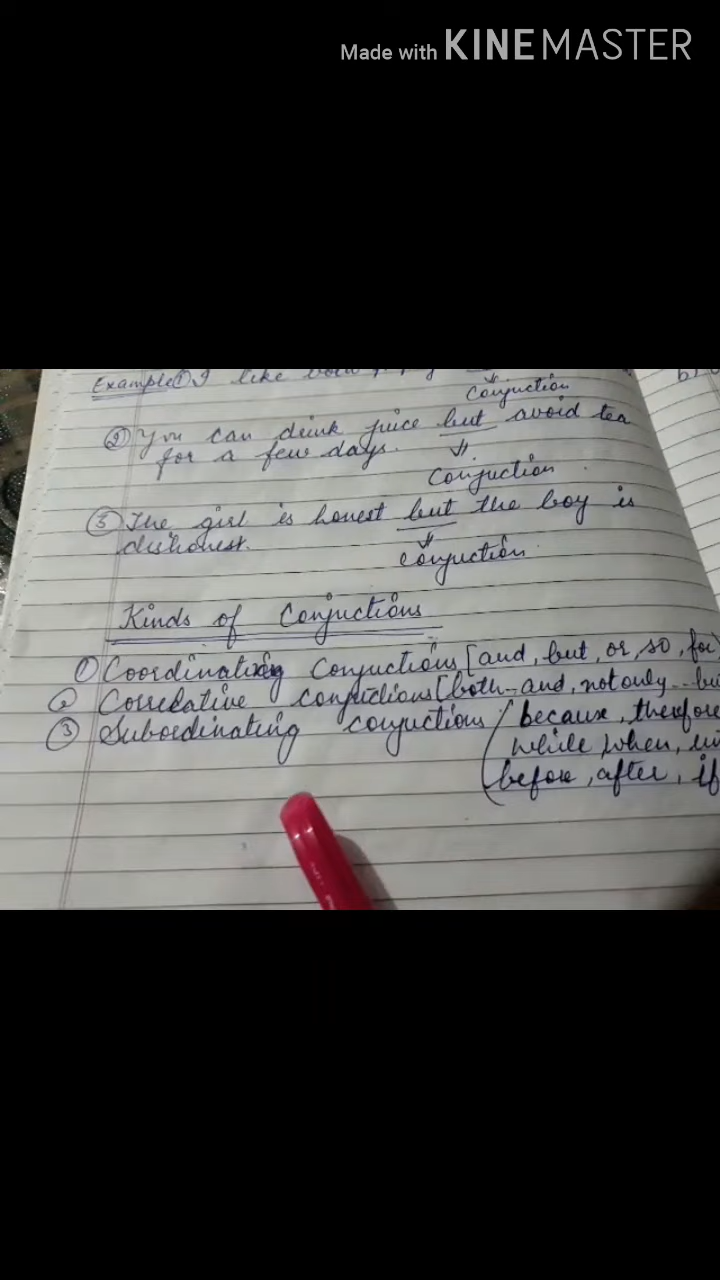 Made with KINEMASTER
Example ① I like
Conjuction
② You can drink juice but avoid tea
for a few days.
Conjuction
③ The girl is honest but the boy is
dishonest.
Conjuction
Kinds of Conjuctions
① Coordinating Conjuctions [and, but, or, so, for)
② Correlative conjuctions [both - and, not only -- bu
③ Subordinating conjuctions ( because, therefore
while when,
before, after, if